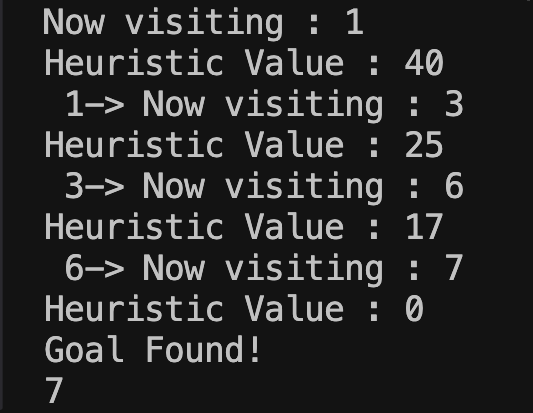 Now visiting : 1
Heuristic Value : 40
1—> Now visiting : 3
Heuristic Value : 25
3—> Now visiting : 6
Heuristic Value : 17
6—> Now visiting : 7
Heuristic Value : 0
Goal Found!
7